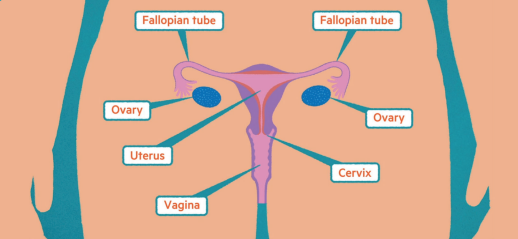 Fallopian tube
Fallopian tube
Ovary
Ovary
Uterus
Cervix
Vagina